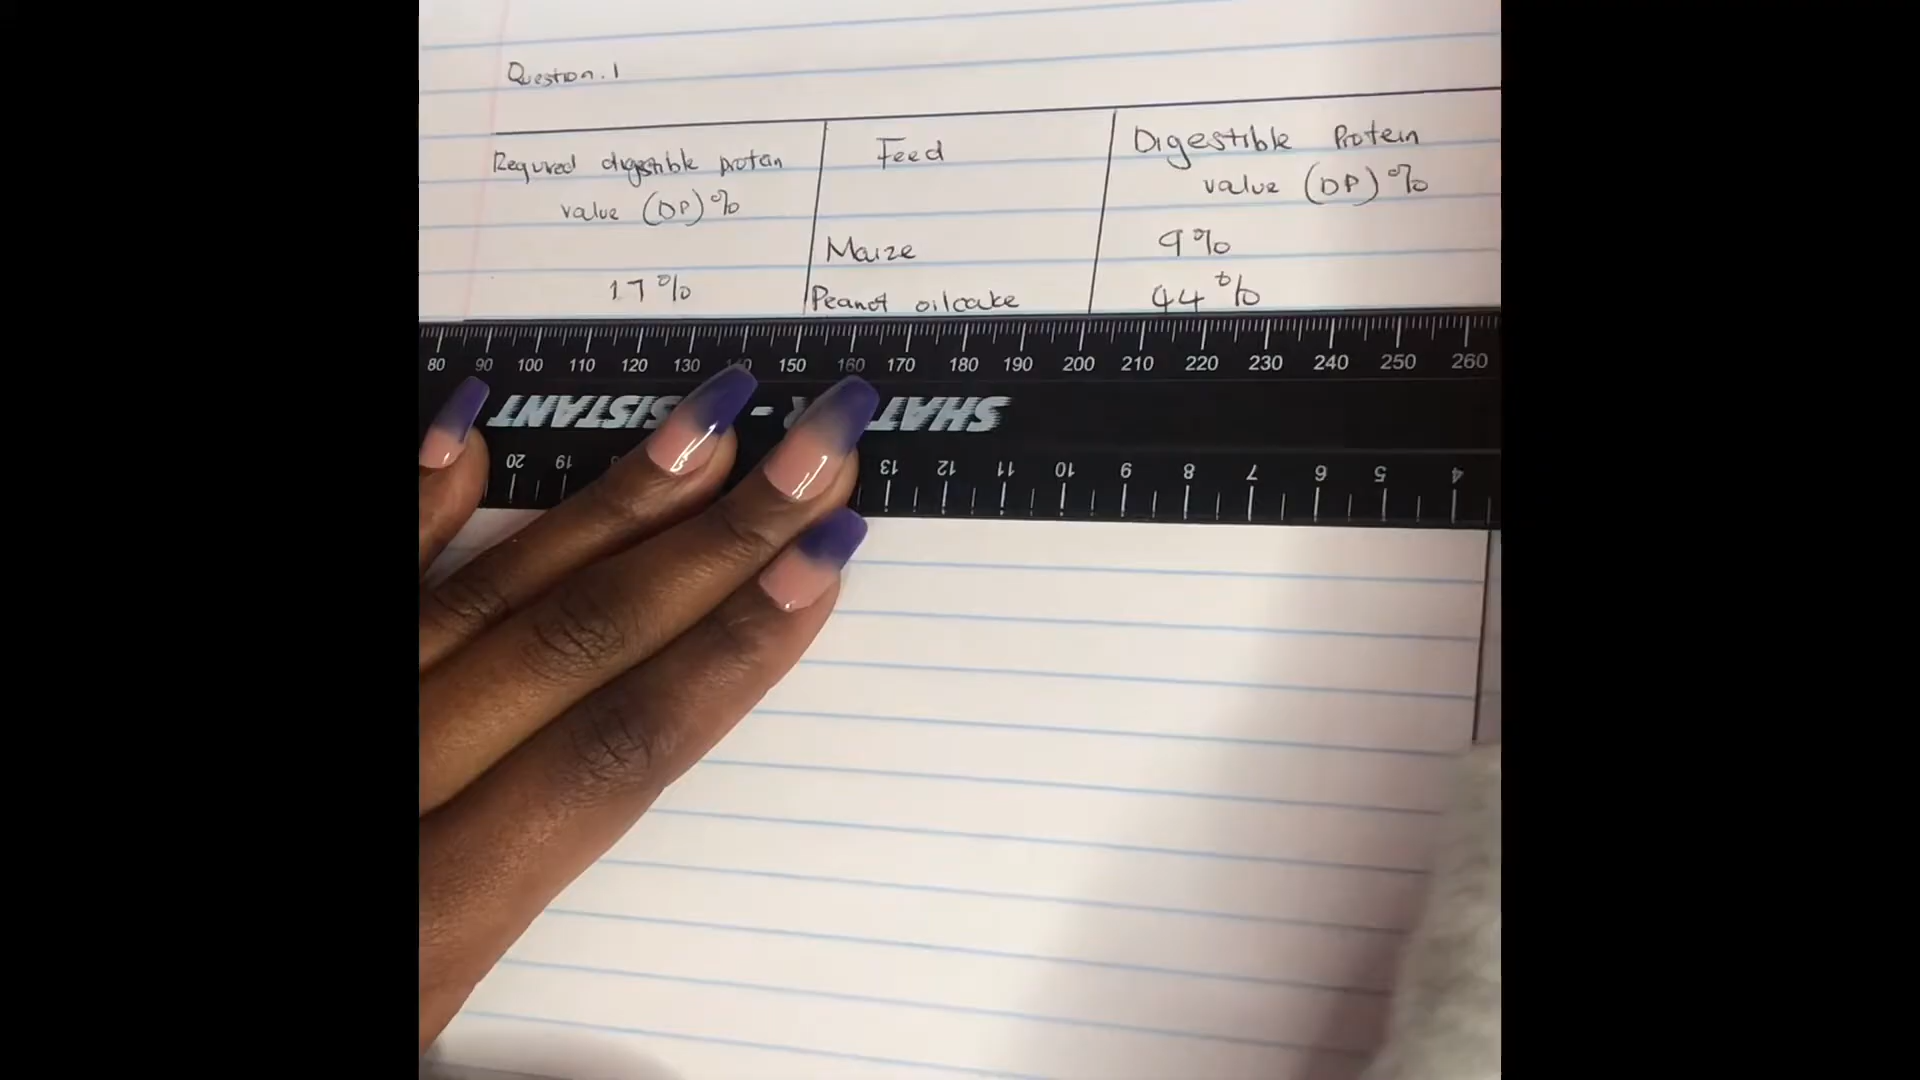 Question. 1
Required digestible protein
value (DP) %
Feed
Digestible Protein
value (DP) %
Maize
9%
17%
Peanot oilcake
44%
80 90 100 110 120 130 140 150 160 170 180 190 200 210 220 230 240 250 260
SHAT
20 19 13 12 11 10 9 8 7 6 5 4